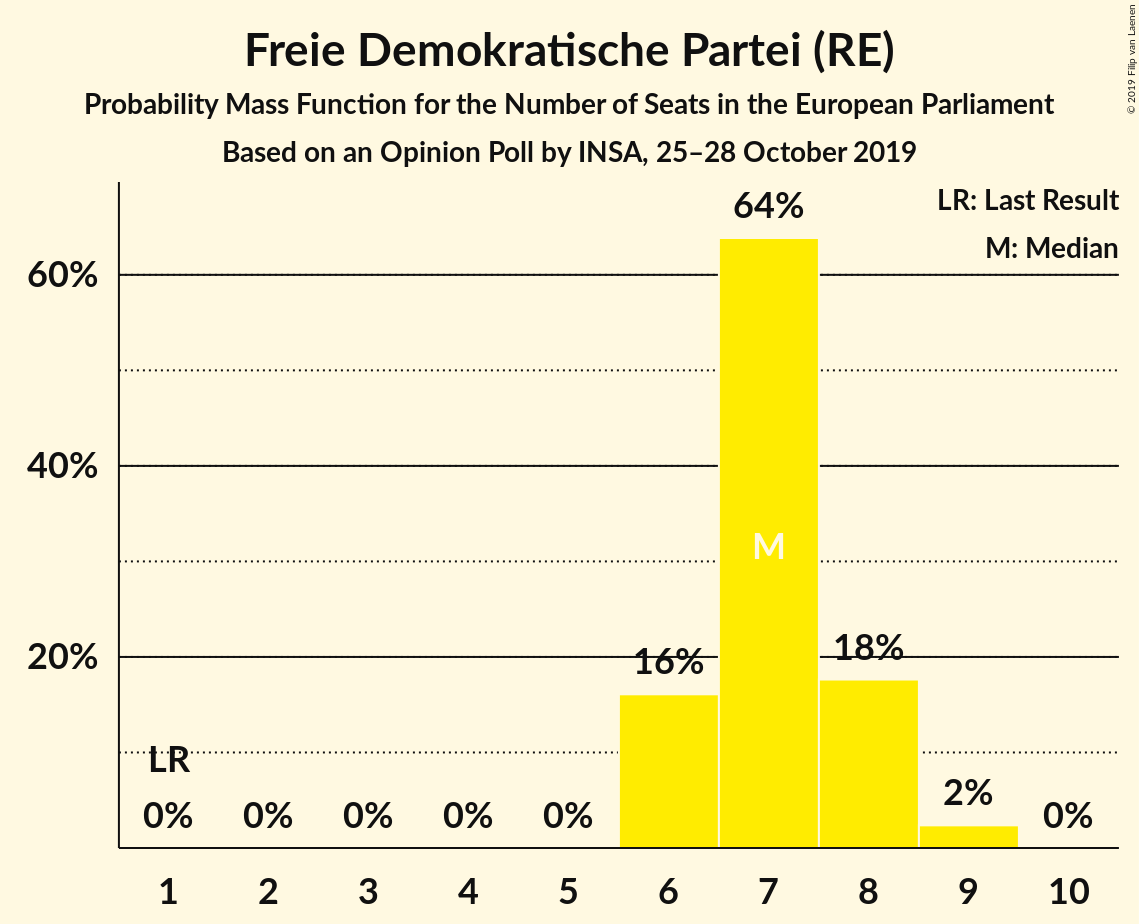 Freie Demokratische Partei (RE)
Probability Mass Function for the Number of Seats in the European Parliament
Based on an Opinion Poll by INSA, 25–28 October 2019
© 2019 Filip van Laenen
LR: Last Result
M: Median
64%
60%
40%
M
20%
16%
18%
LR
0%
0%
0%
0%
0%
2%
0%
1
2
3
4
5
6
7
8
9
10